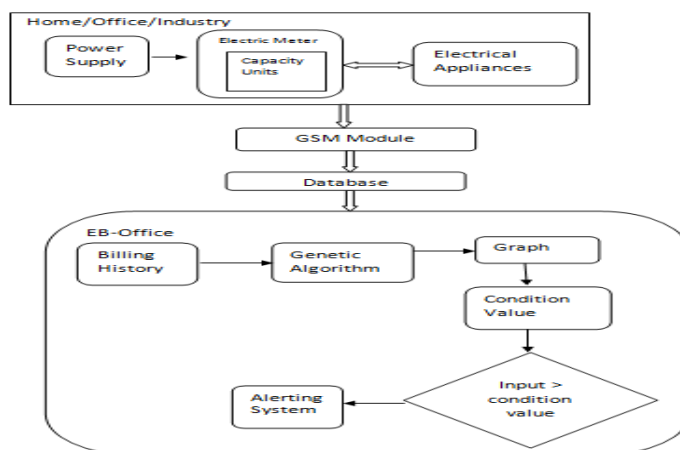 Home/Office/Industry
Power
Supply
Electric Meter
Capacity
Units
Electrical
Appliances
GSM Module
Database
EB-Office
Billing
History
Genetic
Algorithm
Graph
Condition
Value
Input >
condition
value
Alerting
System